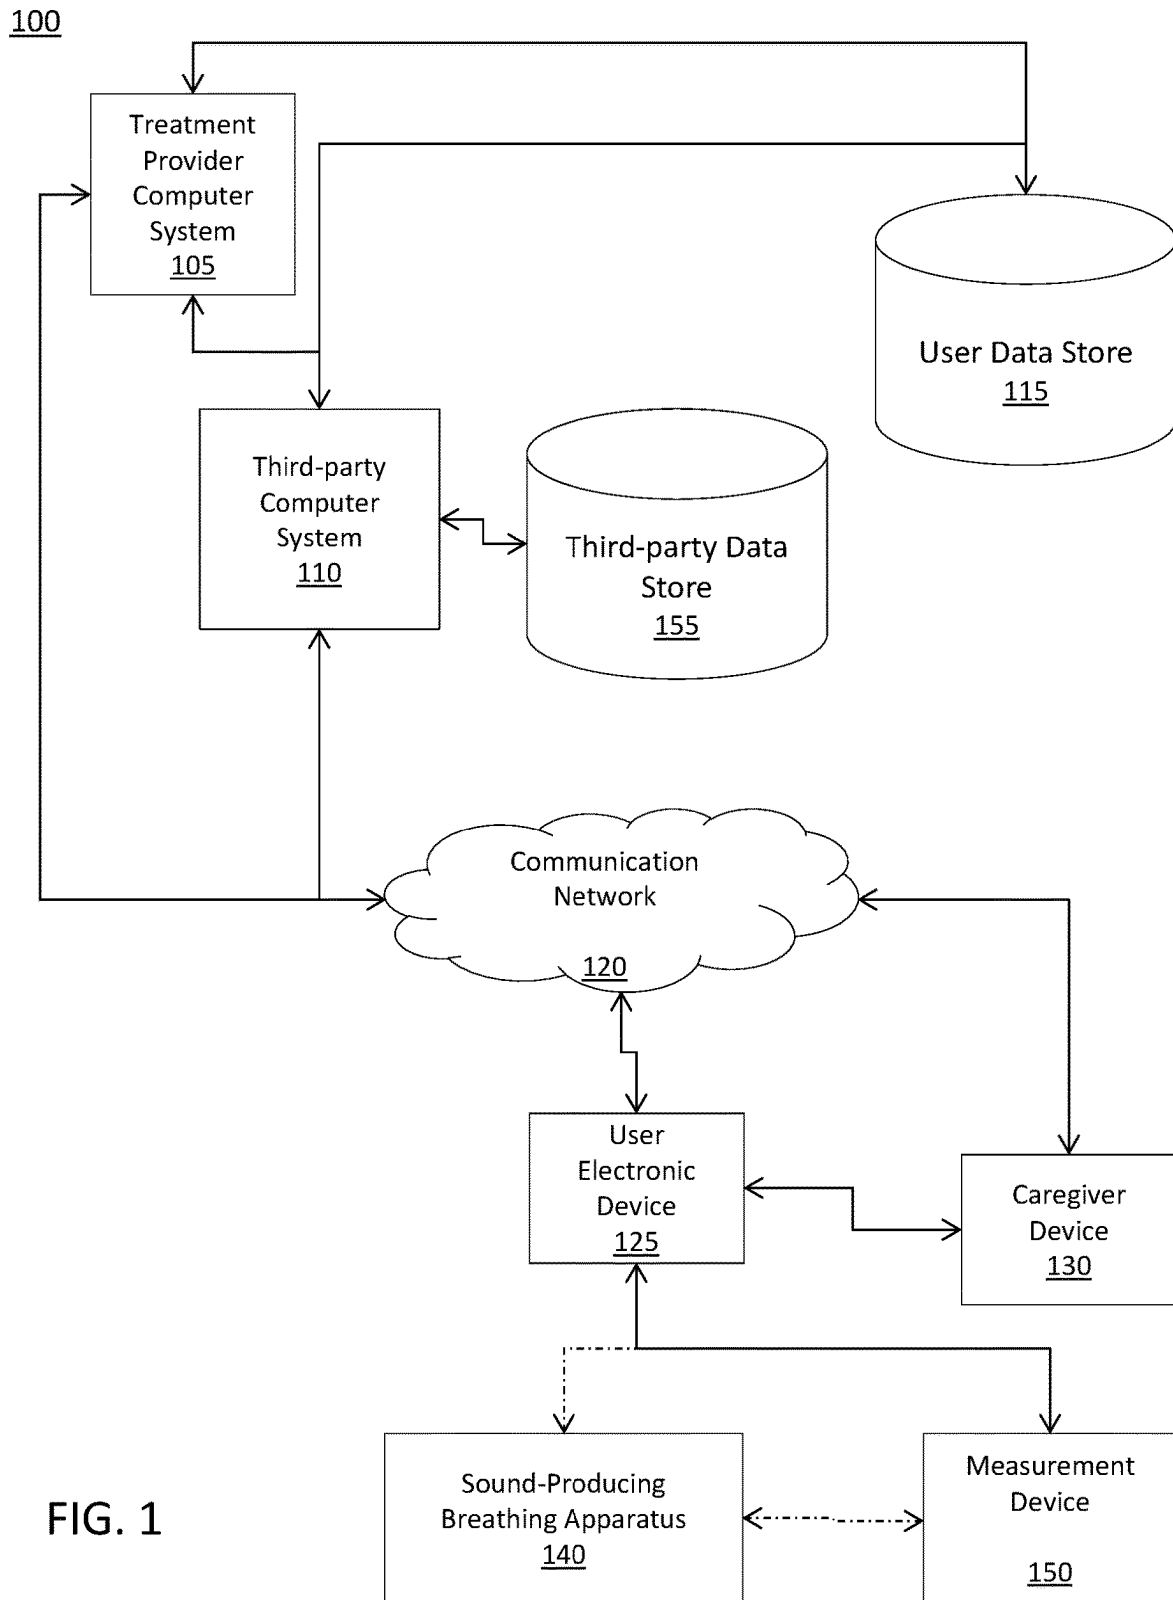 100
Treatment
Provider
Computer
System
105
User Data Store
115
Third-party
Computer
System
110
Third-party Data
Store
155
Communication
Network
120
User
Electronic
Device
125
Caregiver
Device
130
Sound-Producing
Breathing Apparatus
140
Measurement
Device
150
FIG. 1